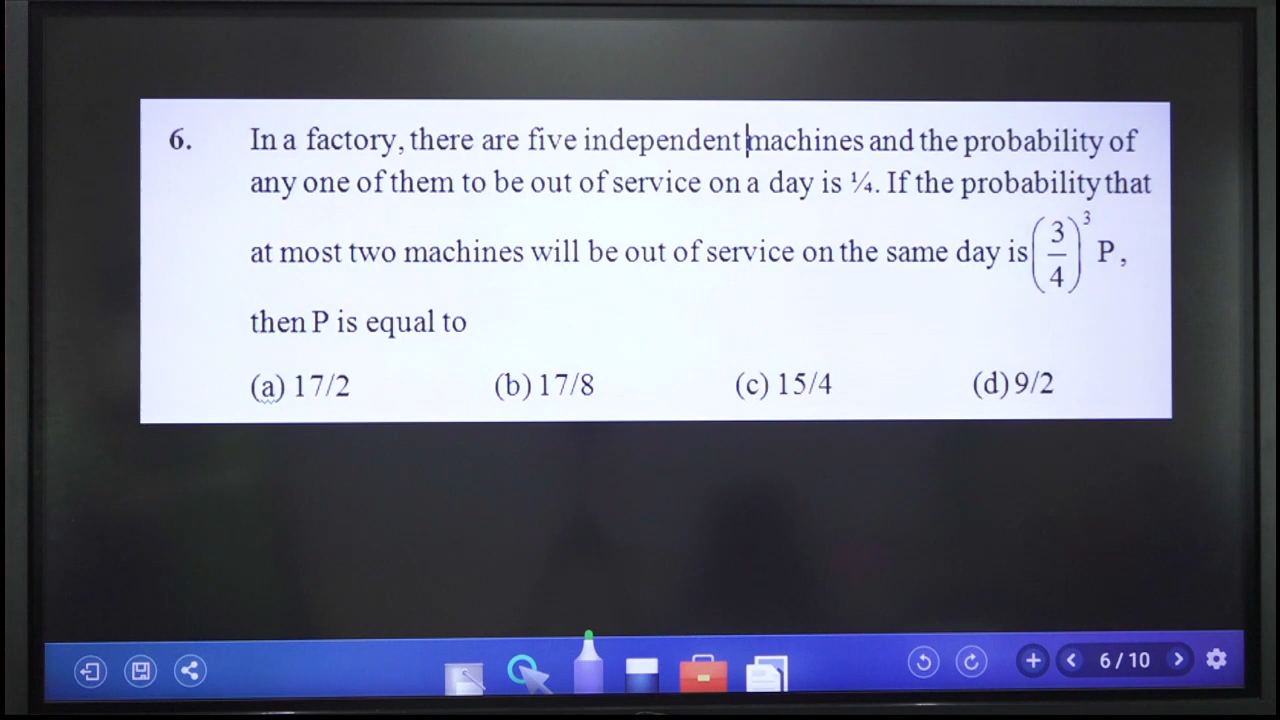 6. In a factory, there are five independent machines and the probability of
any one of them to be out of service on a day is ¼. If the probability that
at most two machines will be out of service on the same day is (3/4)³ P,
then P is equal to
(a) 17/2 (b) 17/8 (c) 15/4 (d) 9/2
6 / 10